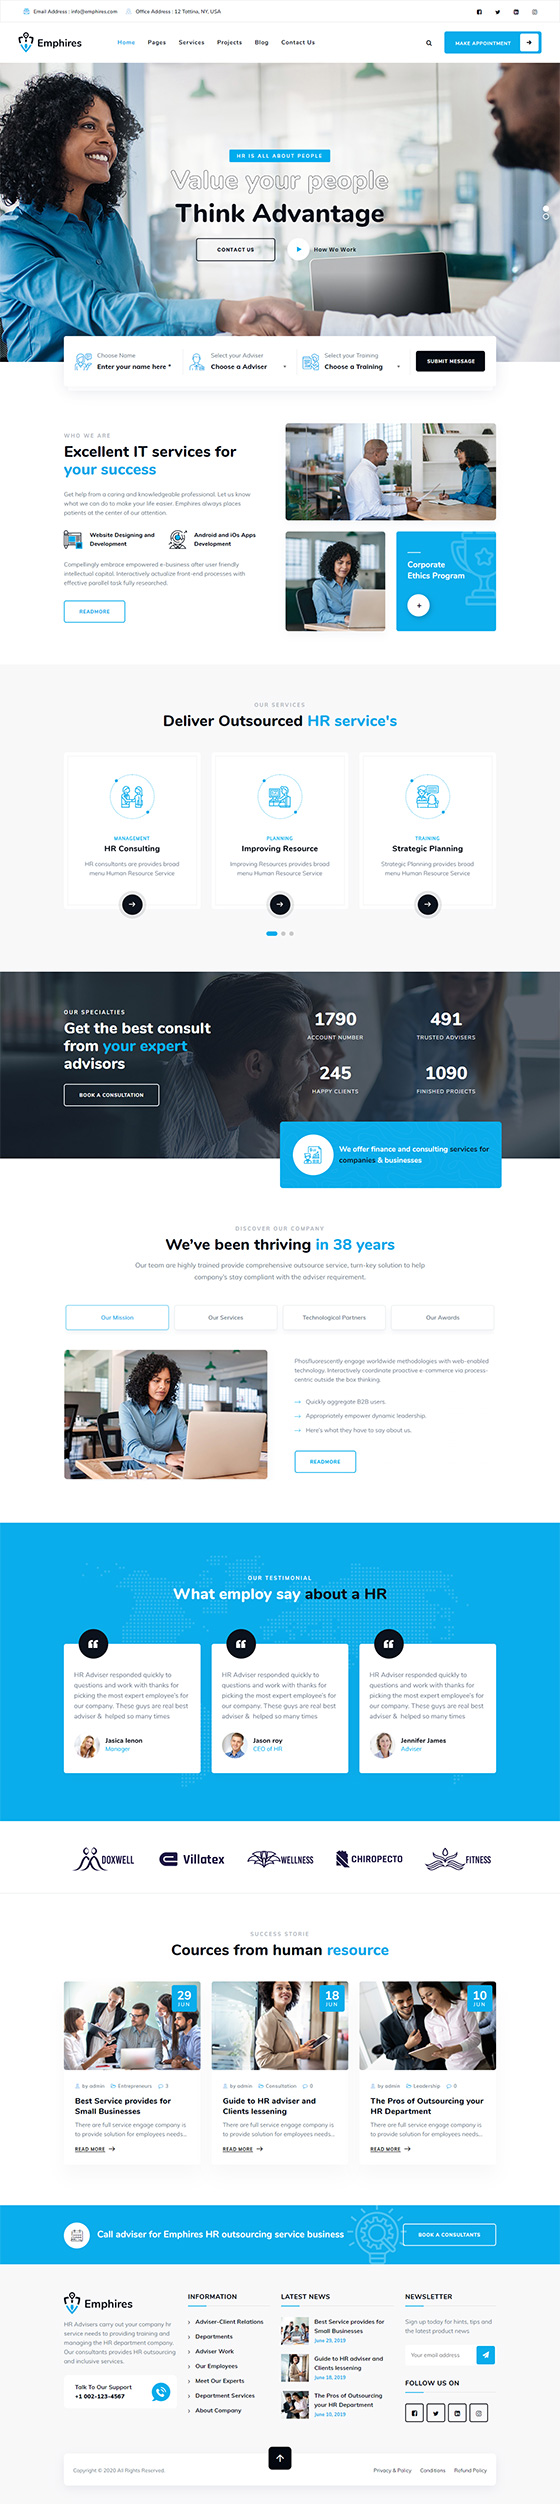 Email Address : info@emphires.com
Office Address : 12 Tottino, NY, USA
Emphires
Home Pages Services Projects Blog Contact Us
MAKE APPOINTMENT
HR IS ALL ABOUT PEOPLE
Value your people
Think Advantage
CONTACT US
How We Work
Choose Name
Enter your name here *
Select your Adviser
Choose a Adviser
Select your Training
Choose a Training
SUBMIT MESSAGE
WHO WE ARE
Excellent IT services for
your success
Get help from a caring and knowledgeable professional. Let us know
what we can do to make your life easier. Emphires always places
patients at the center of our attention.
Website Designing and
Development
Android and iOs Apps
Development
Compellingly embrace empowered e-business after user friendly
intellectual capital. Interactively actualize front-end processes with
effective parallel task fully researched.
READMORE
Corporate
Ethics Program
OUR SERVICES
Deliver Outsourced HR service's
MANAGEMENT
HR Consulting
HR consultants are provides broad
menu Human Resource Service
PLANNING
Improving Resource
Improving Resources provides broad
menu Human Resource Service
TRAINING
Strategic Planning
Strategic Planning provides broad
menu Human Resource Service
OUR SPECIALTIES
Get the best consult
from your expert
advisors
BOOK A CONSULTATION
1790
ACCOUNT NUMBER
491
TRUSTED ADVISERS
245
HAPPY CLIENTS
1090
FINISHED PROJECTS
We offer finance and consulting services for
companies & businesses
DISCOVER OUR COMPANY
We've been thriving in 38 years
Our team are highly trained provide comprehensive outsource service, turn-key solution to help
company's stay compliant with the adviser requirement.
Our Mission
Our Services
Technological Partners
Our Awards
Phosfluorescently engage worldwide methodologies with web-enabled
technology. Interactively coordinate proactive e-commerce via process-
centric outside the box thinking.
Quickly aggregate B2B users.
Appropriately empower dynamic leadership.
Here's what they have to say about us.
READMORE
OUR TESTIMONIAL
What employ say about a HR
HR Adviser responded quickly to
questions and work with thanks for
picking the most expert employee's for
our company. These guys are real best
adviser & helped so many times
Jasica lenon
Manager
HR Adviser responded quickly to
questions and work with thanks for
picking the most expert employee's for
our company. These guys are real best
adviser & helped so many times
Jason roy
CEO of HR
HR Adviser responded quickly to
questions and work with thanks for
picking the most expert employee's for
our company. These guys are real best
adviser & helped so many times
Jennifer James
Adviser
DOXWELL
Villatex
WELLNESS
CHIROPECTO
FITNESS
SUCCESS STORIE
Cources from human resource
29
JUN
by admin Entrepreneurs 3
Best Service provides for
Small Businesses
There are full service engage company is
to provide solution for employees needs...
READ MORE
18
JUN
by admin Consultation 0
Guide to HR adviser and
Clients lessening
There are full service engage company is
to provide solution for employees needs...
READ MORE
10
JUN
by admin Leadership 0
The Pros of Outsourcing your
HR Department
There are full service engage company is
to provide solution for employees needs...
READ MORE
Call adviser for Emphires HR outsourcing service business
BOOK A CONSULTANTS
Emphires
HR Advisers carry out your company hr
service needs to providing training and
managing the HR department company.
Our consultants provides HR outsourcing
and inclusive services.
Talk To Our Support
+1 002-123-4567
INFORMATION
Adviser-Client Relations
Departments
Adviser Work
Our Employees
Meet Our Experts
Department Services
About Company
LATEST NEWS
Best Service provides for
Small Businesses
June 29, 2019
Guide to HR adviser and
Clients lessening
June 18, 2019
The Pros of Outsourcing
your HR Department
June 10, 2019
NEWSLETTER
Sign up today for hints, tips and
the latest product news
Your email address
FOLLOW US ON
Copyright © 2020 All Rights Reserved.
Privacy & Policy Conditions Refund Policy